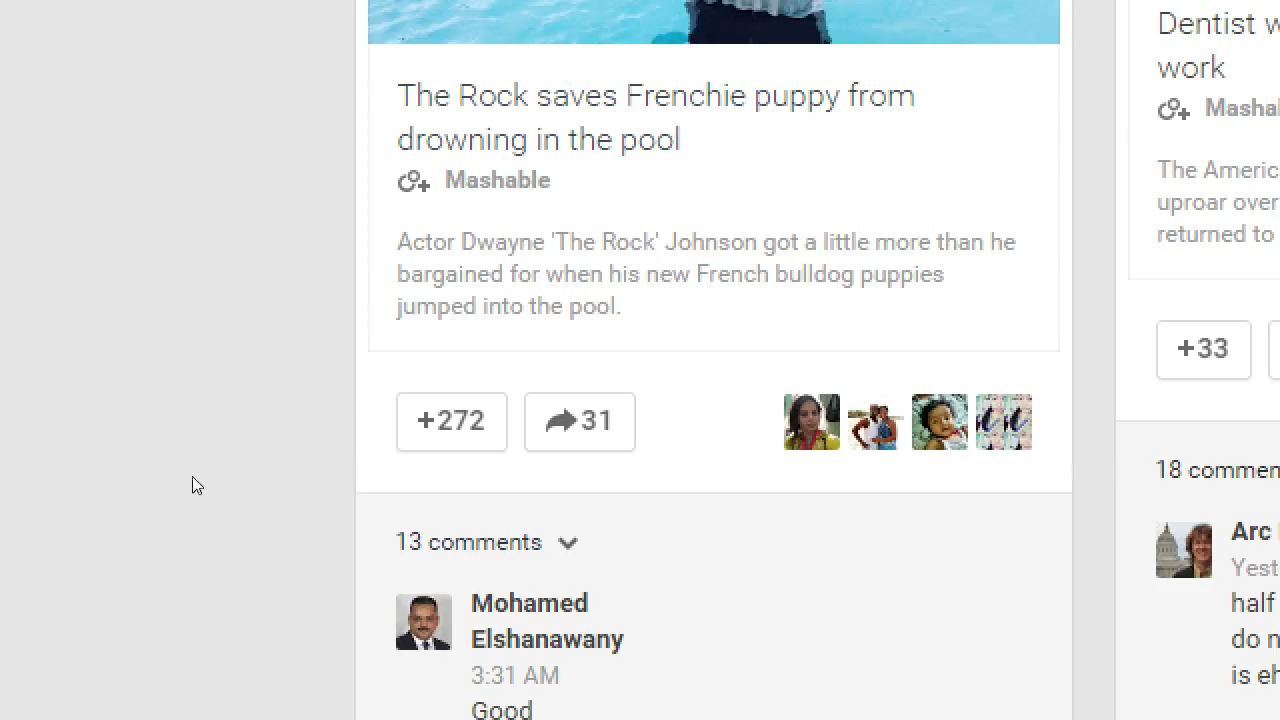 The Rock saves Frenchie puppy from
drowning in the pool
Mashable
Actor Dwayne 'The Rock' Johnson got a little more than he
bargained for when his new French bulldog puppies
jumped into the pool.
+272
31
13 comments
Mohamed
Elshanawany
3:31 AM
Good
Dentist w
work
Mashal
The Americ
uproar over
returned to
+33
18 commen
Arc
Yest
half
do n
is eh